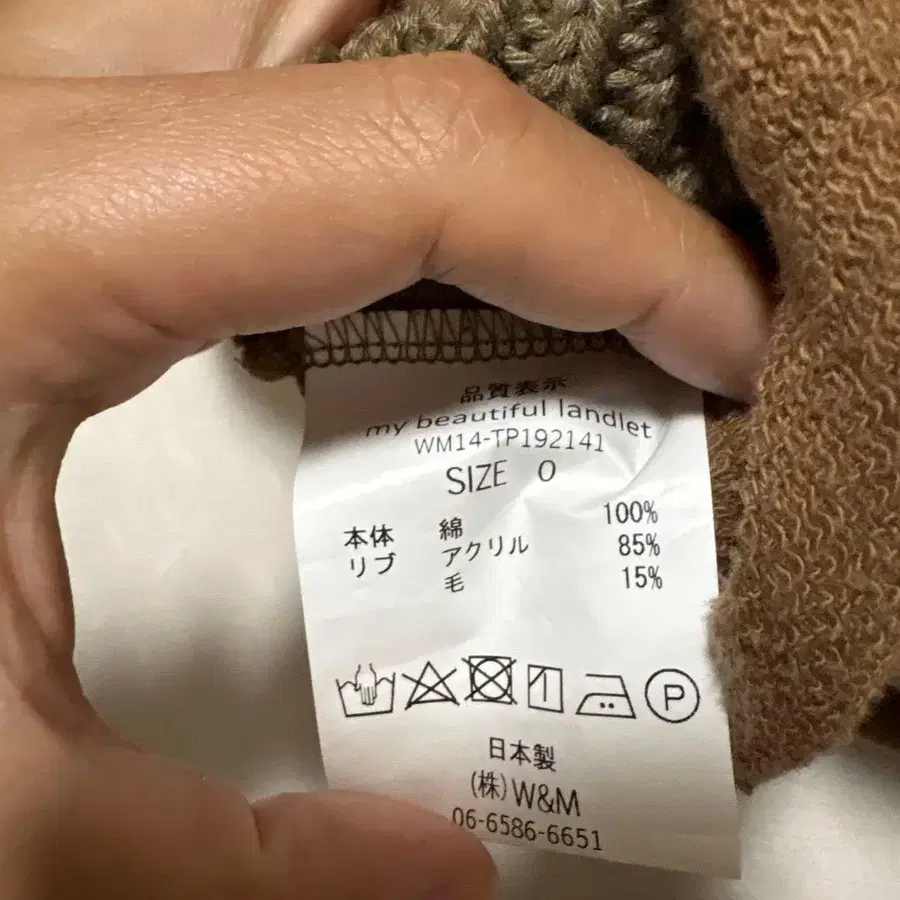 品質表示
my beautiful landlet
WM14-TP192141
SIZE 0
本体 綿 100%
リブ アクリル 85%
毛 15%
P
日本製
(株)W&M
06-6586-6651